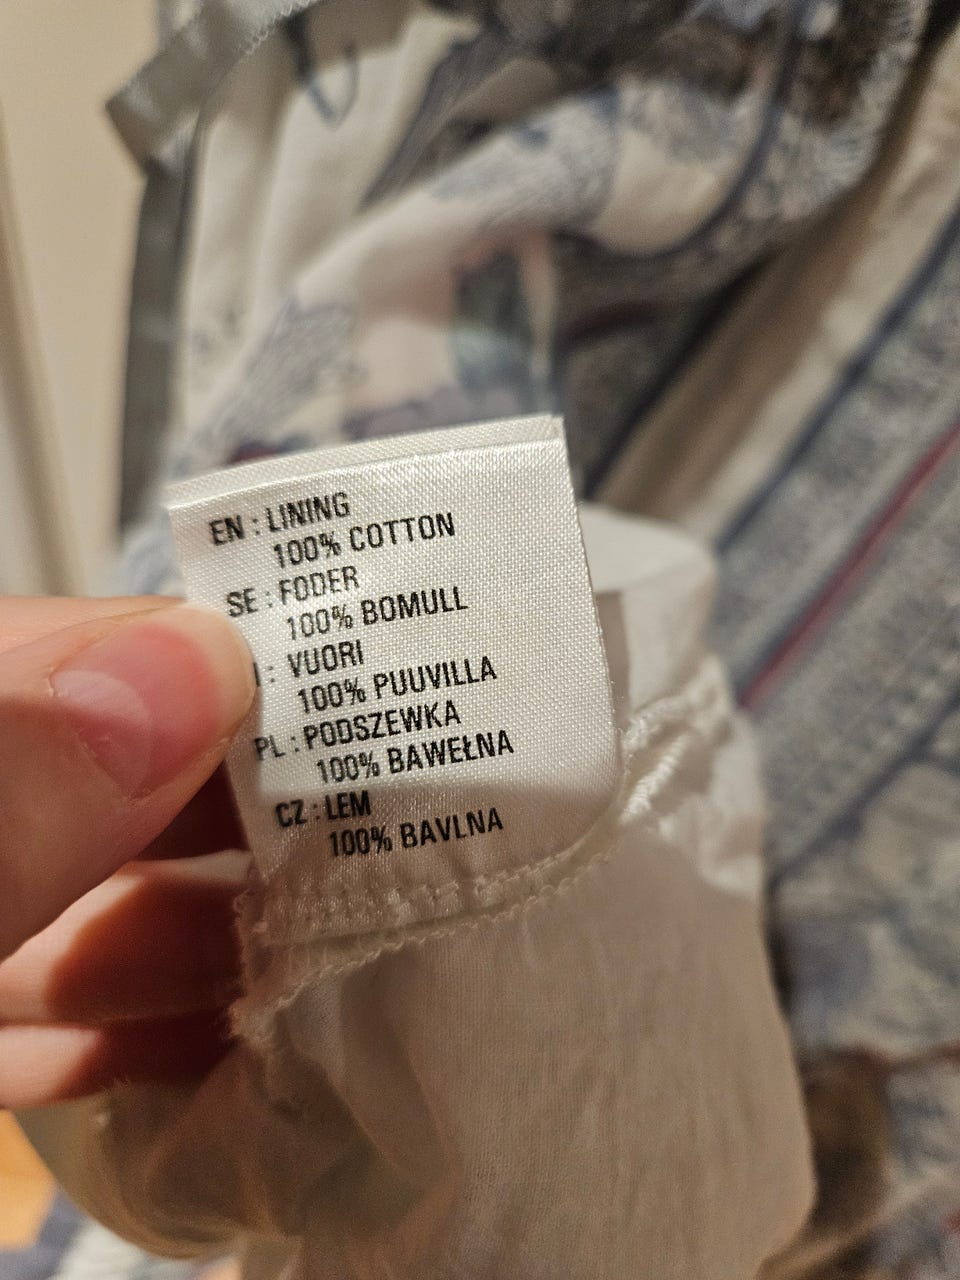 EN : LINING
100% COTTON
SE : FODER
100% BOMULL
I : VUORI
100% PUUVILLA
PL : PODSZEWKA
100% BAWEŁNA
CZ : LEM
100% BAVLNA